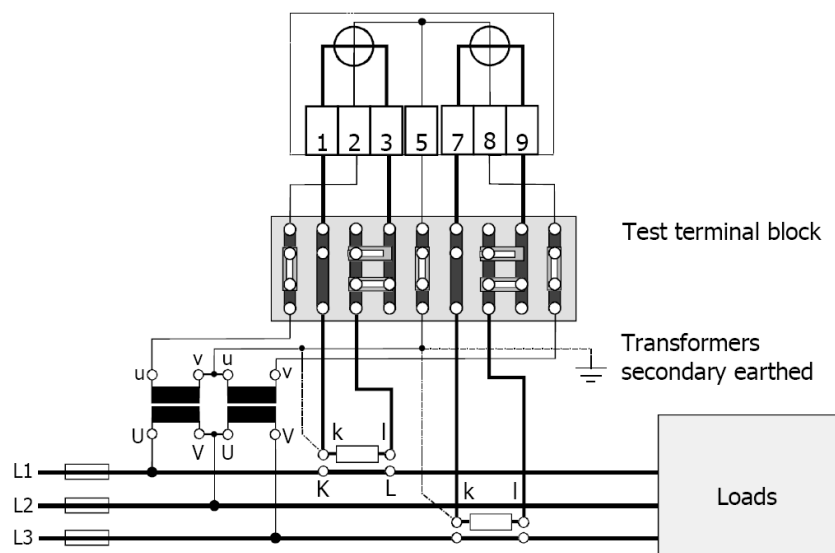 1 2 3 5 7 8 9
Test terminal block
Transformers
secondary earthed
u v u v
U V U V
k l
K L
k l
L1
L2
L3
Loads